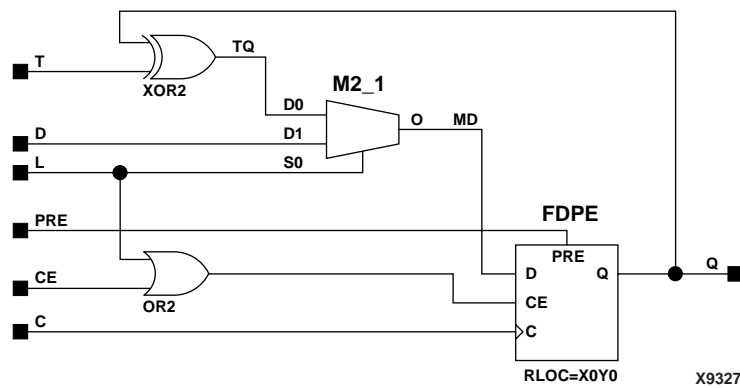 T
TQ
XOR2
M2_1
D0
O
MD
D
D1
L
S0
FDPE
PRE
PRE
D
Q
Q
CE
OR2
CE
C
C
RLOC=X0Y0
X9327